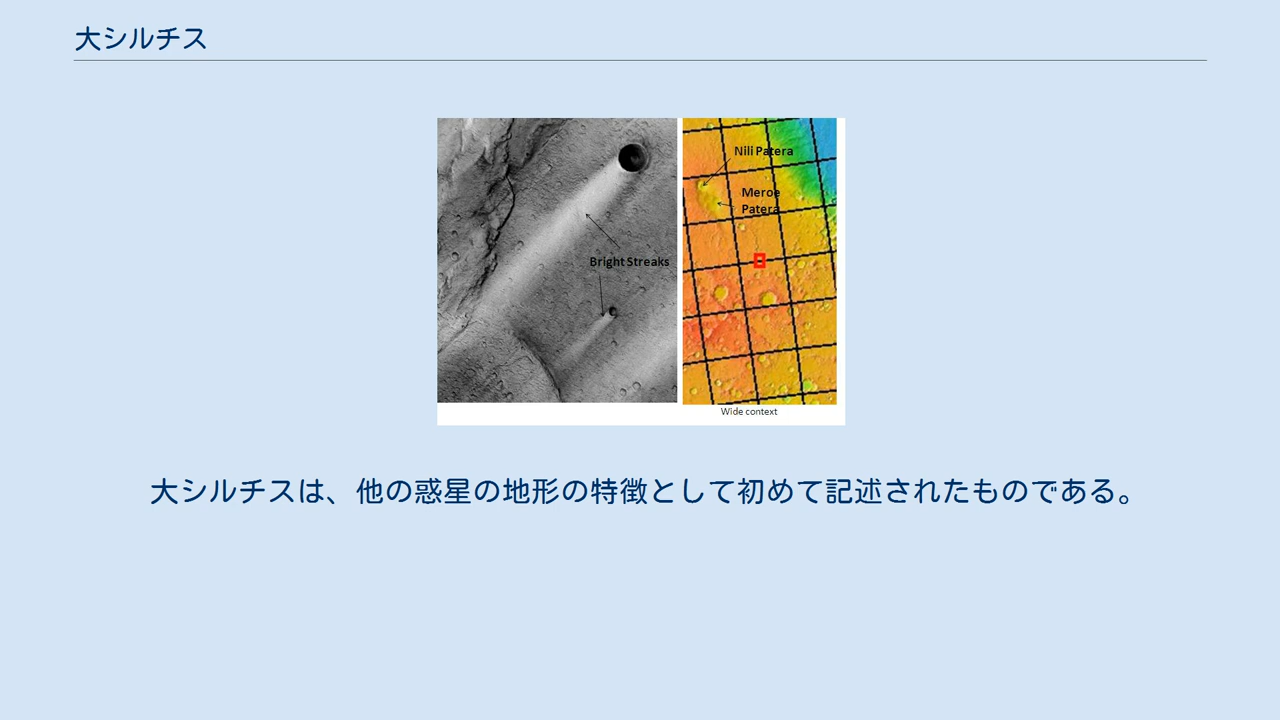 大シルチス
Bright Streaks
Nili Patera
Meroe
Patera
Wide context
大シルチスは、他の惑星の地形の特徴として初めて記述されたものである。